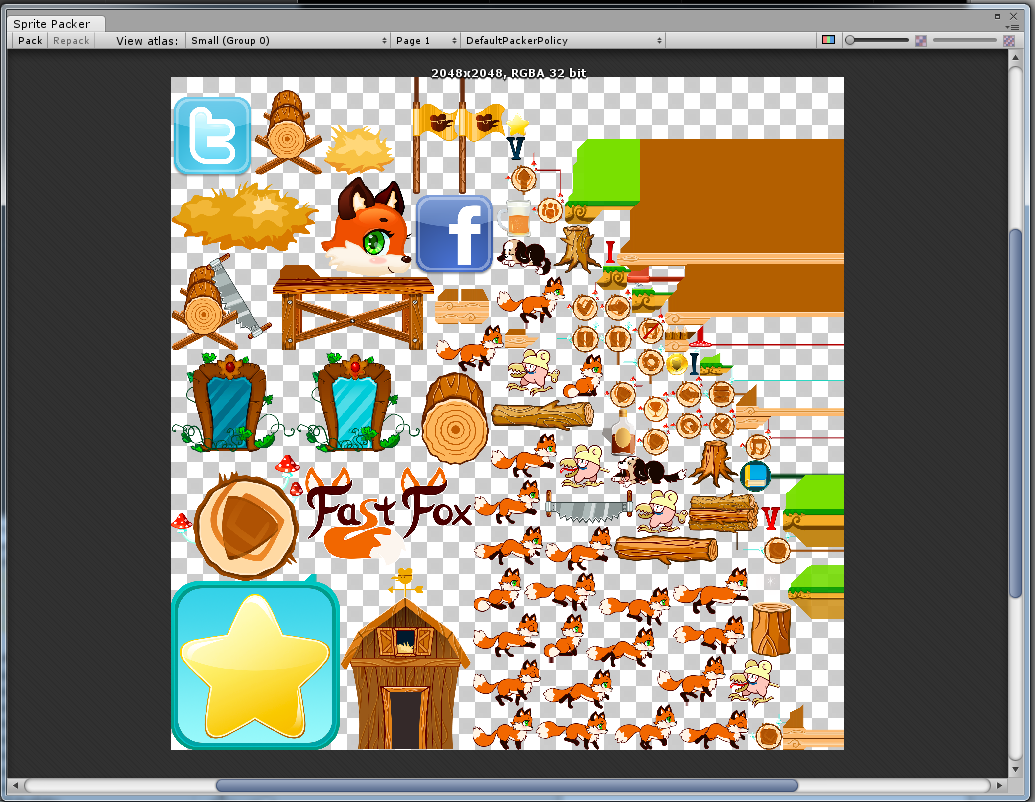 Sprite Packer
Pack Repack View atlas: Small (Group 0) Page 1 DefaultPackerPolicy
2048x2048, RGBA 32 bit
t
V
f
I
I
I
Fast Fox
V